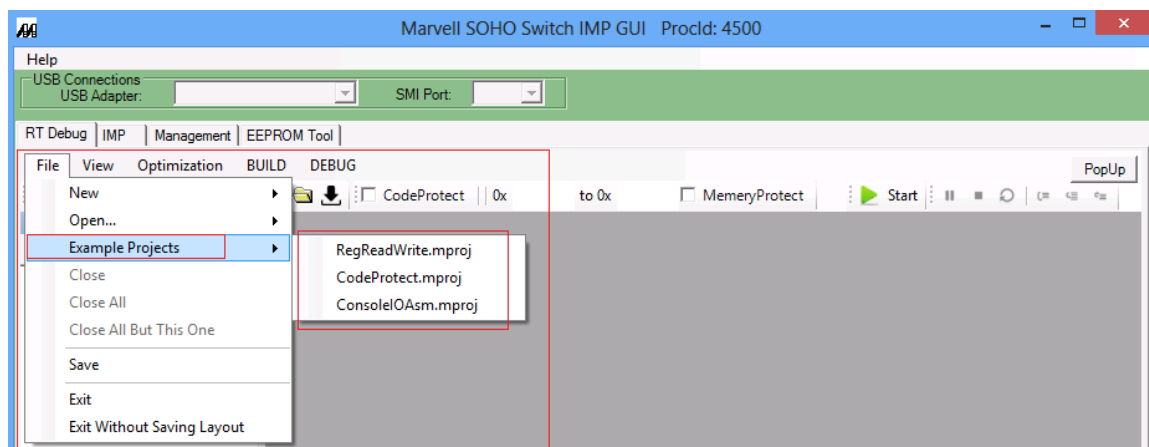 Marvell SOHO Switch IMP GUI ProcId: 4500
Help
USB Connections
USB Adapter: SMI Port:
RT Debug IMP Management EEPROM Tool
File View Optimization BUILD DEBUG PopUp
New CodeProtect 0x to 0x MemoryProtect Start
Open...
Example Projects RegReadWrite.mproj
Close CodeProtect.mproj
Close All ConsoleIOAsm.mproj
Close All But This One
Save
Exit
Exit Without Saving Layout